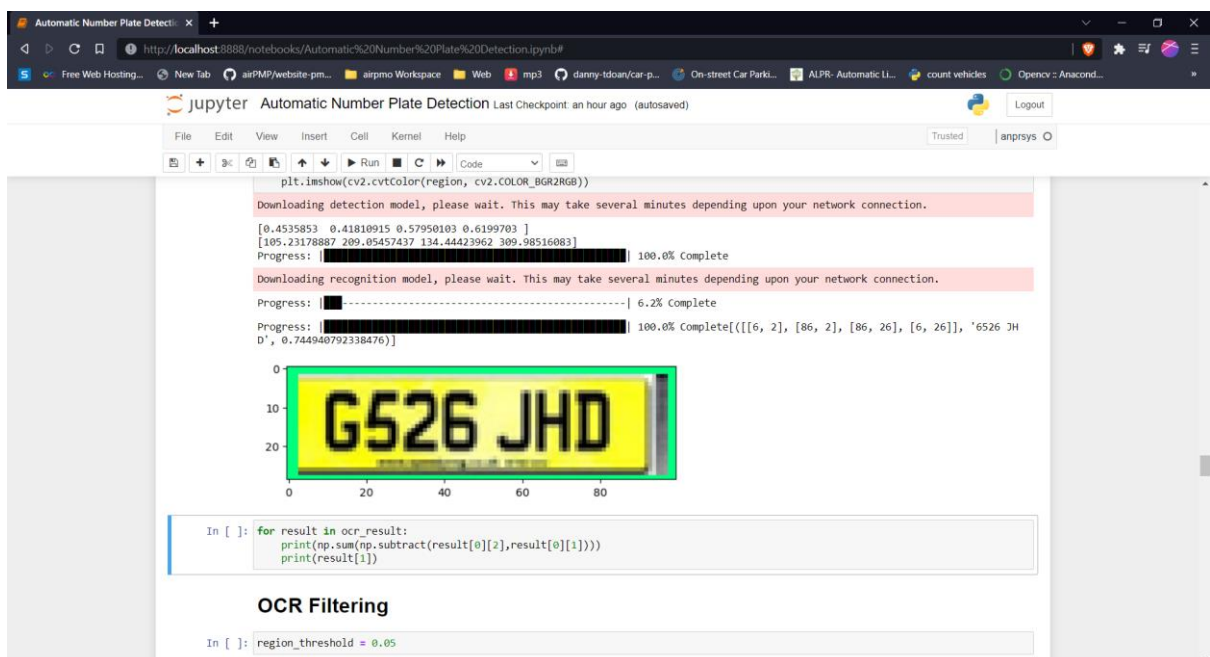 Automatic Number Plate Detectic
http://localhost:8888/notebooks/Automatic%20Number%20Plate%20Detection.ipynb#
Free Web Hosting... New Tab airPMP/website-pm... airpmo Workspace Web mp3 danny-tdoan/car-p... On-street Car Parki... ALPR- Automatic Li... count vehicles Opencv :: Anacond... »
jupyter Automatic Number Plate Detection Last Checkpoint: an hour ago (autosaved) Logout
File Edit View Insert Cell Kernel Help Trusted anprsys
Run Code
plt.imshow(cv2.cvtColor(region, cv2.COLOR_BGR2RGB))
Downloading detection model, please wait. This may take several minutes depending upon your network connection.
[0.4535853 0.41810915 0.57950103 0.6199703 ]
[105.23178887 209.05457437 134.44423962 309.98516083]
Progress: |██████████████████████████████████████████████████| 100.0% Complete
Downloading recognition model, please wait. This may take several minutes depending upon your network connection.
Progress: |███-----------------------------------------------| 6.2% Complete
Progress: |██████████████████████████████████████████████████| 100.0% Complete[([[6, 2], [86, 2], [86, 26], [6, 26]], '6526 JH
D', 0.744940792338476)]
0
10
20
G526 JHD
0 20 40 60 80
In [ ]: for result in ocr_result:
print(np.sum(np.subtract(result[0][2],result[0][1])))
print(result[1])
OCR Filtering
In [ ]: region_threshold = 0.05